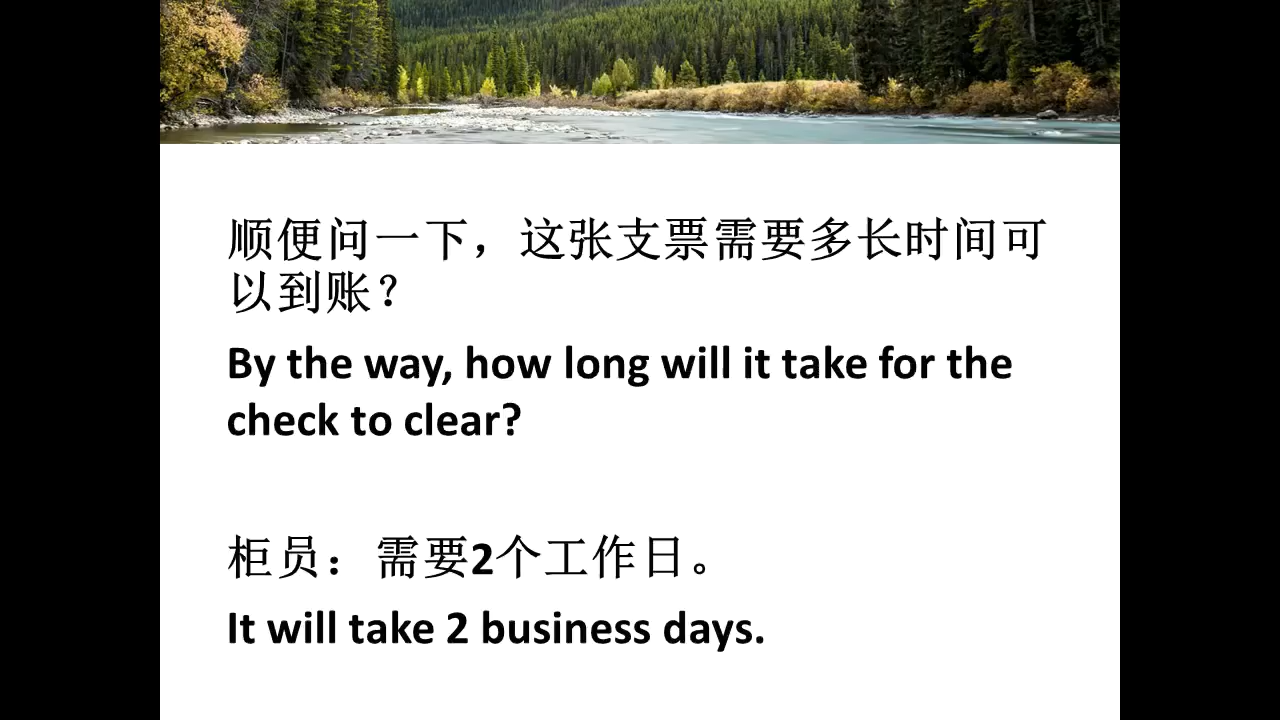 顺便问一下，这张支票需要多长时间可
以到账？
By the way, how long will it take for the
check to clear?
柜员：需要2个工作日。
It will take 2 business days.